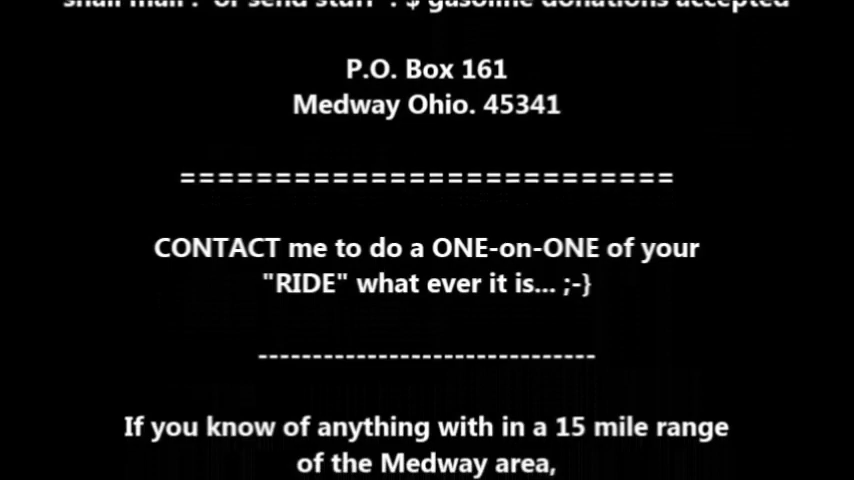 shall mail : or send stuff : $ gasoline donations accepted
P.O. Box 161
Medway Ohio. 45341
==========================
CONTACT me to do a ONE-on-ONE of your
"RIDE" what ever it is... ;-}
------------------------------
If you know of anything with in a 15 mile range
of the Medway area,